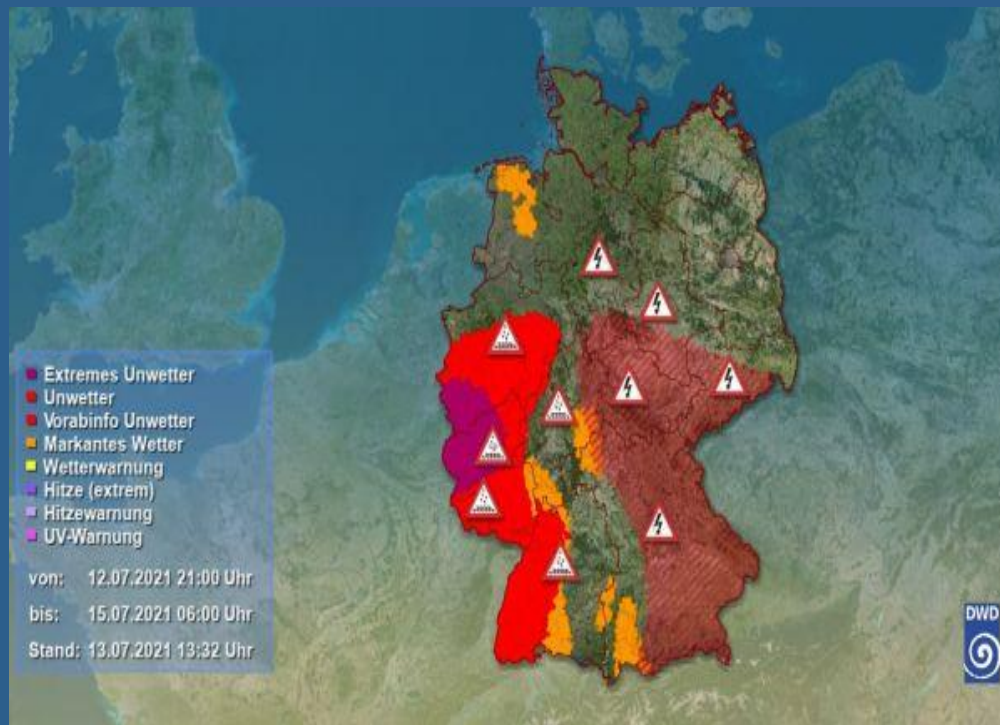 Extremes Unwetter
Unwetter
Vorabinfo Unwetter
Markantes Wetter
Wetterwarnung
Hitze (extrem)
Hitzewarnung
UV-Warnung
von: 12.07.2021 21:00 Uhr
bis: 15.07.2021 06:00 Uhr
Stand: 13.07.2021 13:32 Uhr
DWD